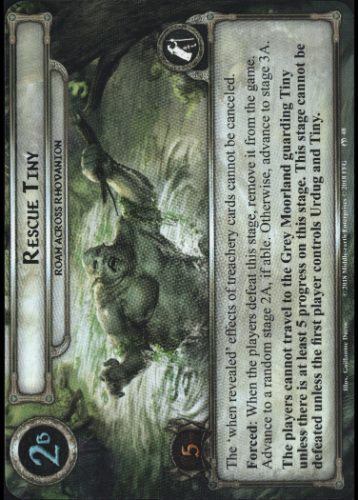 2B
RESCUE TINY
ROAM ACROSS RHOVANION
5
The ‘when revealed’ effects of treachery cards cannot be canceled.
Forced: When the players defeat this stage, remove it from the game.
Advance to a random stage 2A, if able. Otherwise, advance to stage 3A.
The players cannot travel to the Grey Moorland guarding Tiny
unless there is at least 5 progress on this stage. This stage cannot be
defeated unless the first player controls Urdug and Tiny.
Illus. Guillaume Ducos © 2018 Middle-earth Enterprises © 2018 FFG 48